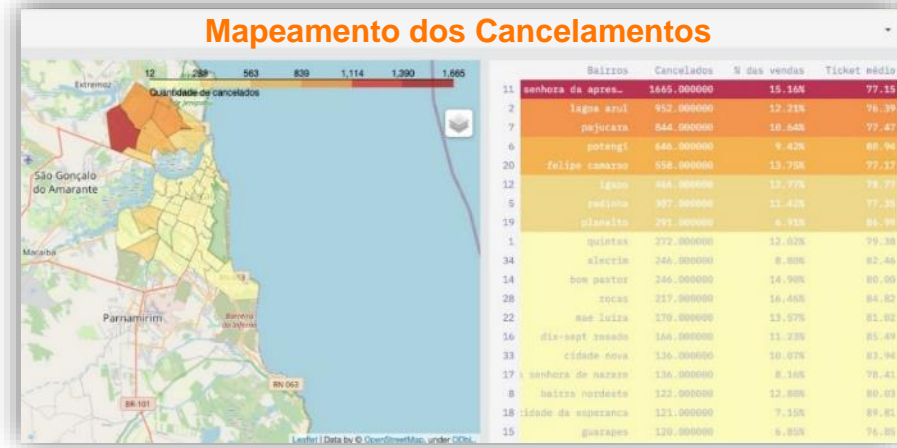 Mapeamento dos Cancelamentos
12 288 563 839 1,114 1,390 1,665
Quantidade de cancelados
Extremoz
São Gonçalo
do Amarante
Macaíba
Parnamirim
Barreira
do Inferno
RN 063
BR-101
Leaflet | Data by © OpenStreetMap, under ODbL.
Bairros Cancelados % das vendas Ticket médio
11 senhora da apres… 1665.000000 15.16% 77.15
2 lagoa azul 952.000000 12.21% 76.39
7 pajucara 844.000000 10.64% 77.47
6 potengi 646.000000 9.42% 80.94
20 felipe camarao 558.000000 13.75% 77.17
12 igapo 466.000000 12.77% 78.77
5 redinha 307.000000 11.42% 77.35
19 planalto 291.000000 6.91% 86.99
1 quintas 272.000000 12.02% 79.38
34 alecrim 246.000000 8.80% 82.46
14 bom pastor 246.000000 14.90% 80.00
28 rocas 217.000000 16.46% 84.82
22 mae luiza 170.000000 13.57% 81.02
16 dix-sept rosado 166.000000 11.23% 85.49
33 cidade nova 136.000000 10.07% 83.94
17 senhora de nazare 136.000000 8.16% 78.41
8 bairro nordeste 122.000000 12.80% 80.03
18 cidade da esperanca 121.000000 7.15% 89.81
15 guarapes 120.000000 6.85% 76.85